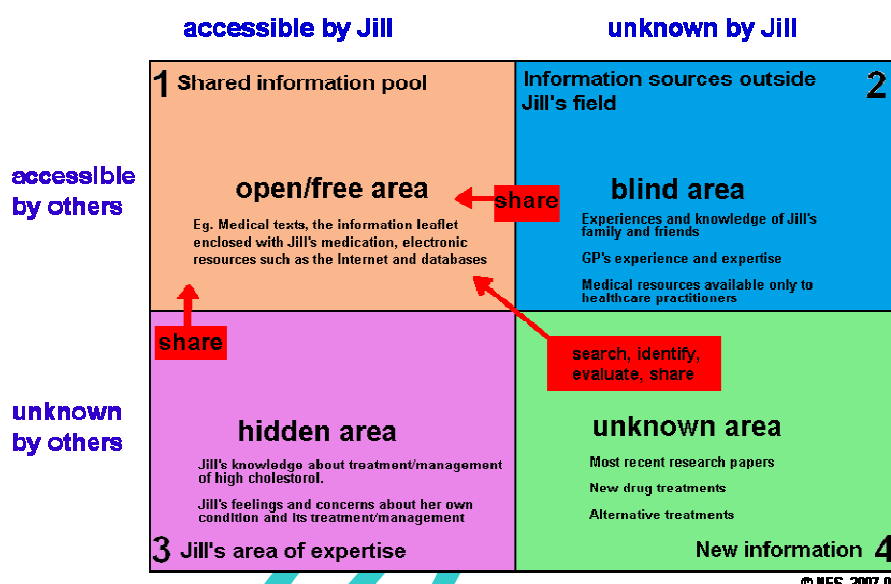 accessible by Jill
unknown by Jill
1 Shared information pool
Information sources outside
Jill's field
2
accessible
by others
open/free area
Eg. Medical texts, the information leaflet
enclosed with Jill's medication, electronic
resources such as the Internet and databases
share
blind area
Experiences and knowledge of Jill's
family and friends
GP's experience and expertise
Medical resources available only to
healthcare practitioners
share
search, identify,
evaluate, share
unknown
by others
hidden area
Jill's knowledge about treatment/management
of high cholestorol.
Jill's feelings and concerns about her own
condition and its treatment/management
3 Jill's area of expertise
unknown area
Most recent research papers
New drug treatments
Alternative treatments
New information 4
© NES, 2007